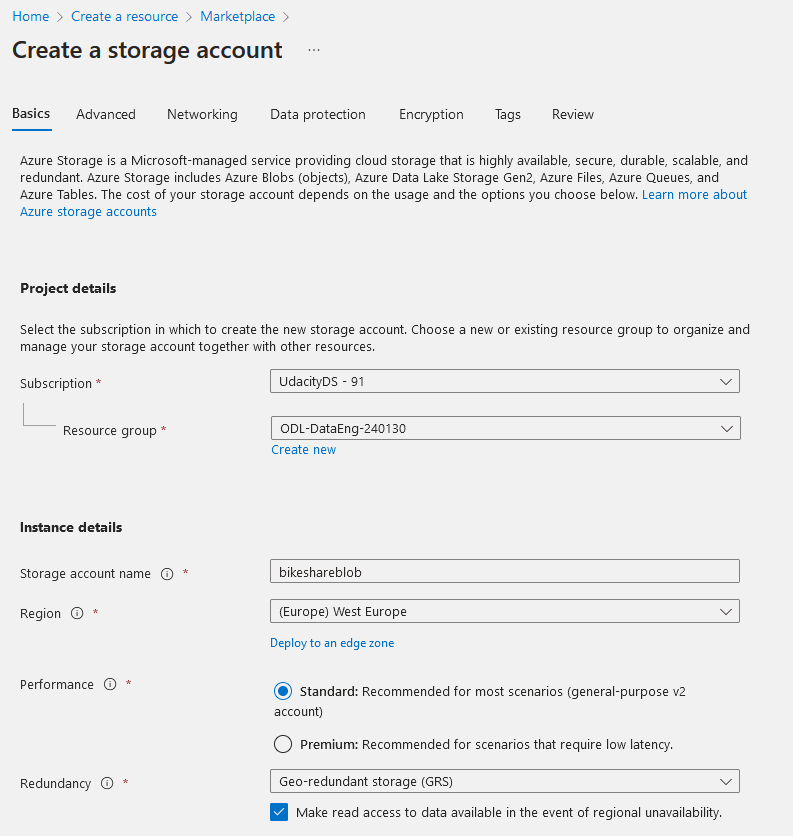 Home > Create a resource > Marketplace >
Create a storage account ...
Basics Advanced Networking Data protection Encryption Tags Review
Azure Storage is a Microsoft-managed service providing cloud storage that is highly available, secure, durable, scalable, and
redundant. Azure Storage includes Azure Blobs (objects), Azure Data Lake Storage Gen2, Azure Files, Azure Queues, and
Azure Tables. The cost of your storage account depends on the usage and the options you choose below. Learn more about
Azure storage accounts
Project details
Select the subscription in which to create the new storage account. Choose a new or existing resource group to organize and
manage your storage account together with other resources.
Subscription * UdacityDS - 91
Resource group * ODL-DataEng-240130
Create new
Instance details
Storage account name * bikeshareblob
Region * (Europe) West Europe
Deploy to an edge zone
Performance * Standard: Recommended for most scenarios (general-purpose v2
account)
Premium: Recommended for scenarios that require low latency.
Redundancy * Geo-redundant storage (GRS)
Make read access to data available in the event of regional unavailability.